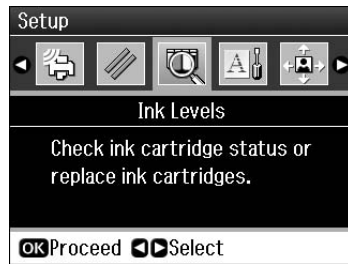 Setup
Ink Levels
Check ink cartridge status or
replace ink cartridges.
OK Proceed Select